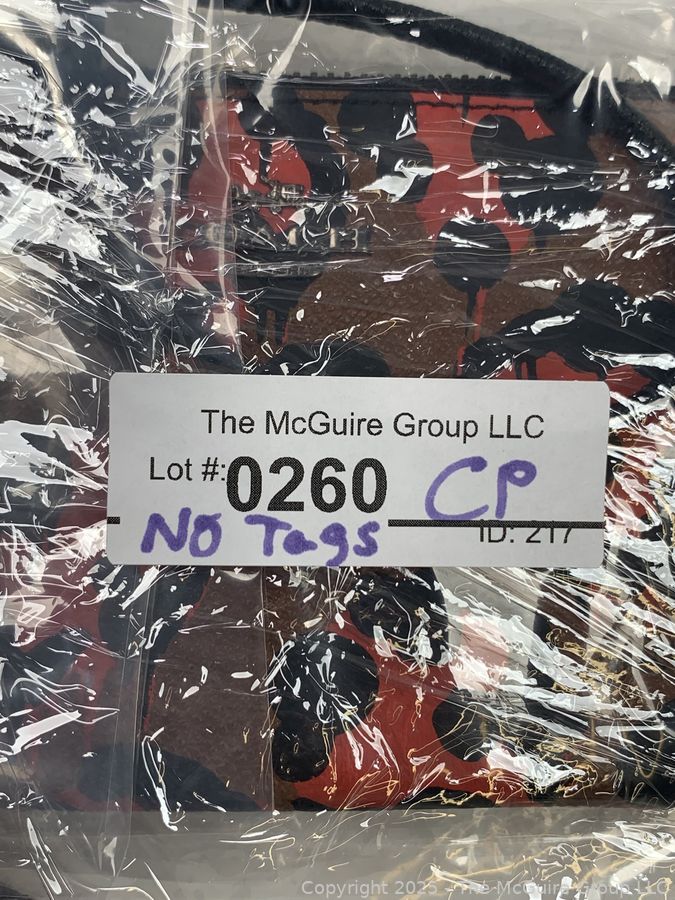 The McGuire Group LLC
Lot #: 0260 CP
No Tags ID: 217
Copyright 2025 - The McGuire Group LLC